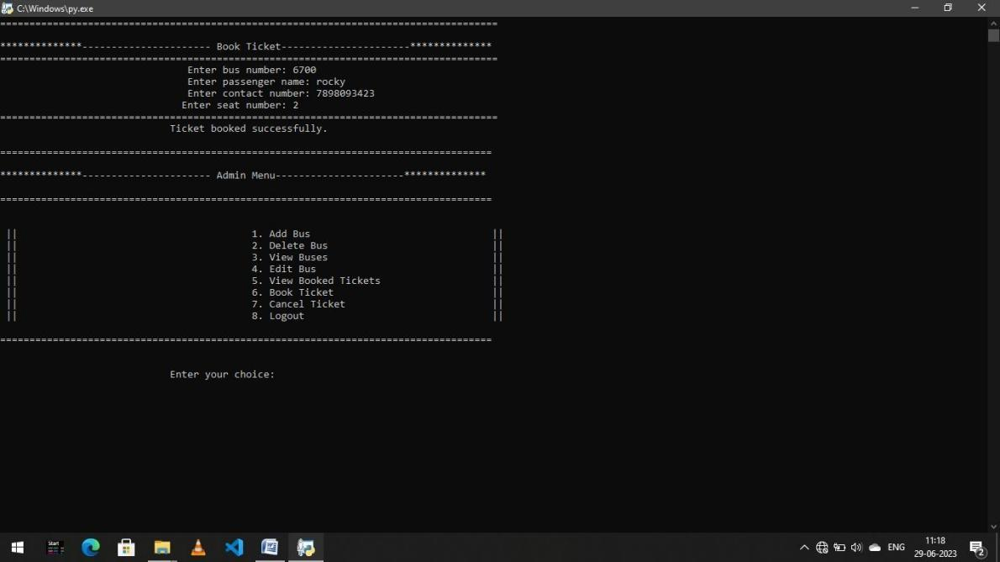 C:\Windows\py.exe
=====================================================================================
**************---------------------- Book Ticket----------------------**************
=====================================================================================
Enter bus number: 6700
Enter passenger name: rocky
Enter contact number: 7898093423
Enter seat number: 2
=====================================================================================
Ticket booked successfully.
====================================================================================
**************---------------------- Admin Menu----------------------**************
====================================================================================
|| 1. Add Bus ||
|| 2. Delete Bus ||
|| 3. View Buses ||
|| 4. Edit Bus ||
|| 5. View Booked Tickets ||
|| 6. Book Ticket ||
|| 7. Cancel Ticket ||
|| 8. Logout ||
====================================================================================
Enter your choice:
Start
ENG
11:18
29-06-2023
2